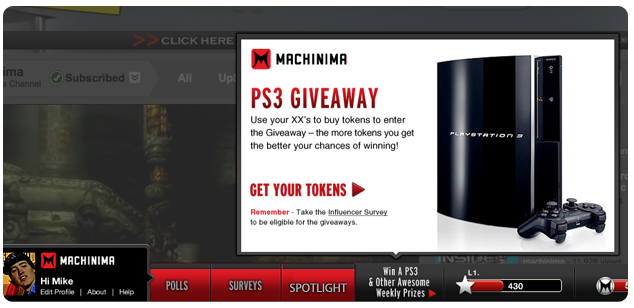 CLICK HERE
nima
Channel
Subscribed
All
MACHINIMA
PS3 GIVEAWAY
Use your XX's to buy tokens to enter
the Giveaway – the more tokens you get
the better your chances of winning!
GET YOUR TOKENS
Remember - Take the Influencer Survey
to be eligible for the giveaways.
PLAYSTATION 3
MACHINIMA
Hi Mike
Edit Profile | About | Help
POLLS
SURVEYS
SPOTLIGHT
Win A PS3
& Other Awesome
Weekly Prizes
L1.
430